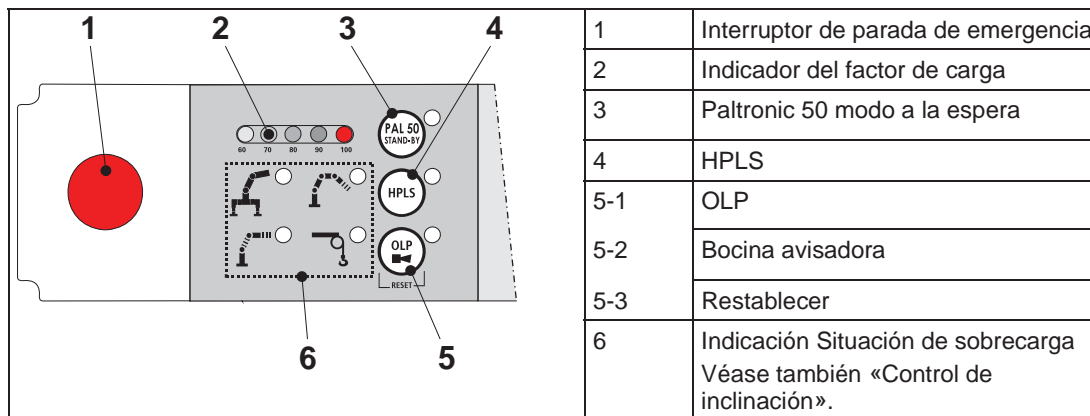 1 2 3 4
60 70 80 90 100
PAL 50
STAND-BY
HPLS
OLP
RESET
6 5
1 Interruptor de parada de emergencia
2 Indicador del factor de carga
3 Paltronic 50 modo a la espera
4 HPLS
5-1 OLP
5-2 Bocina avisadora
5-3 Restablecer
6 Indicación Situación de sobrecarga
Véase también «Control de
inclinación».